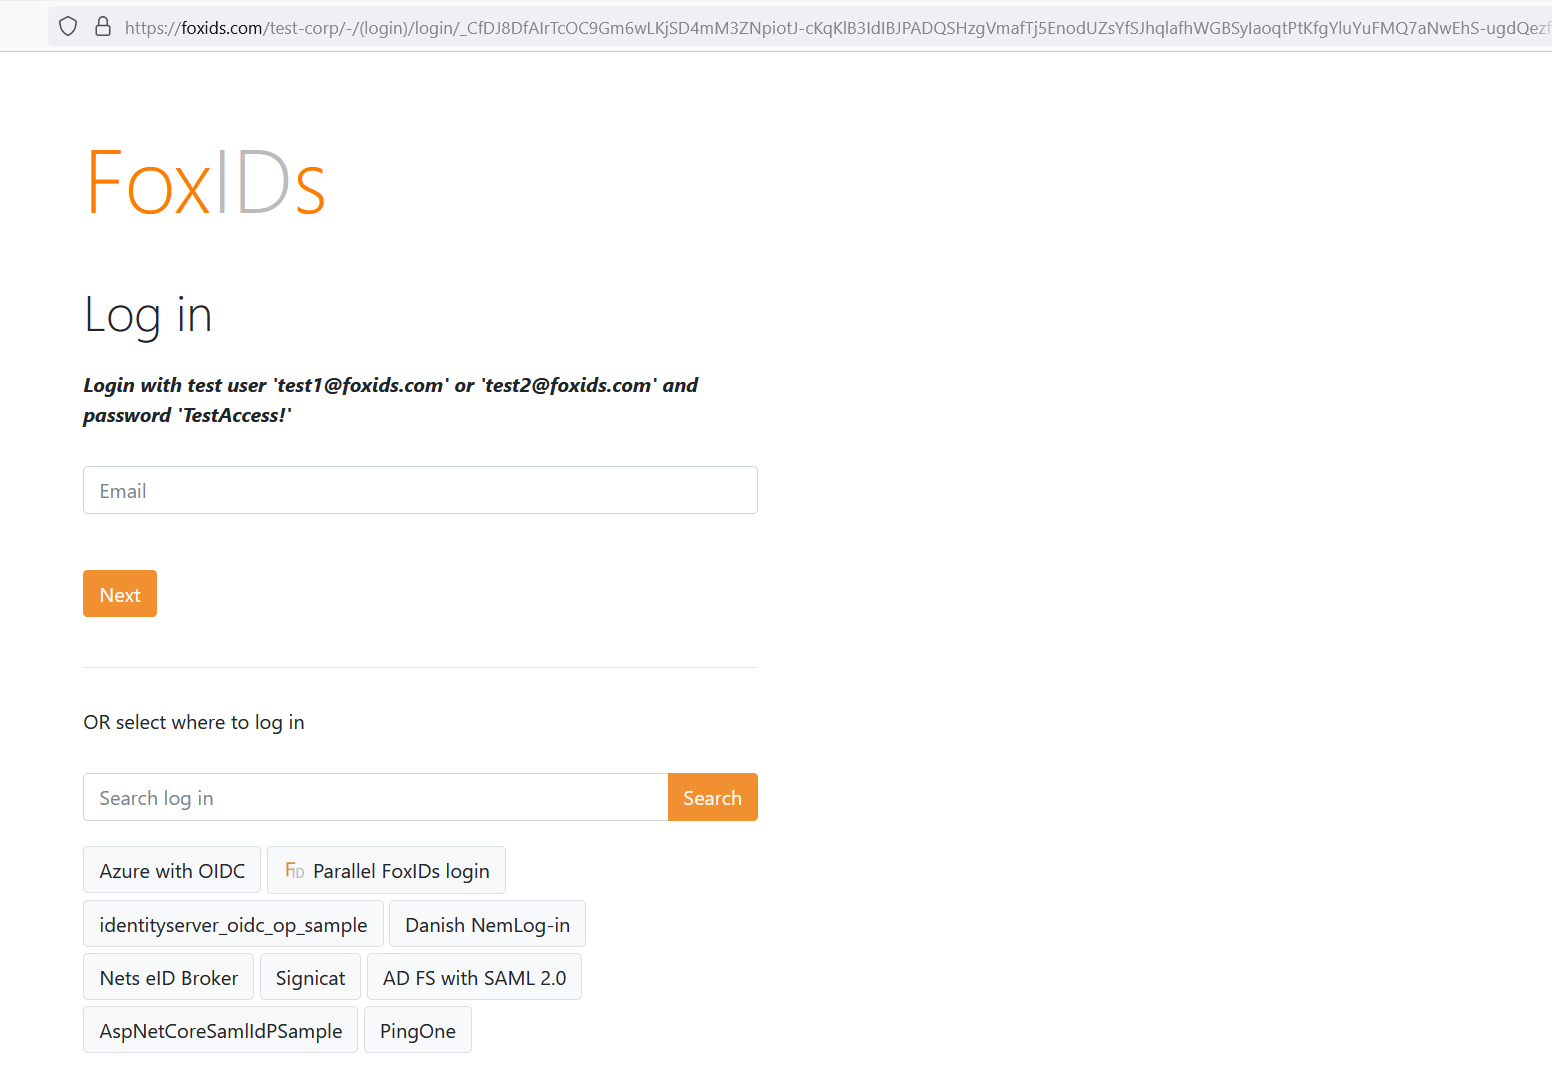 https://foxids.com/test-corp/-/(login)/login/_CfDJ8DfAIrTcOC9Gm6wLKjSD4mM3ZNpiotJ-cKqKlB3IdIBJPADQSHzgVmafTj5EnodUZsYfSJhqlafhWGBSyIaoqtPtKfgYluYuFMQ7aNwEhS-ugdQezf
FoxIDs
Log in
Login with test user 'test1@foxids.com' or 'test2@foxids.com' and
password 'TestAccess!'
Email
Next
OR select where to log in
Search log in Search
Azure with OIDC FID Parallel FoxIDs login
identityserver_oidc_op_sample Danish NemLog-in
Nets eID Broker Signicat AD FS with SAML 2.0
AspNetCoreSamlIdPSample PingOne